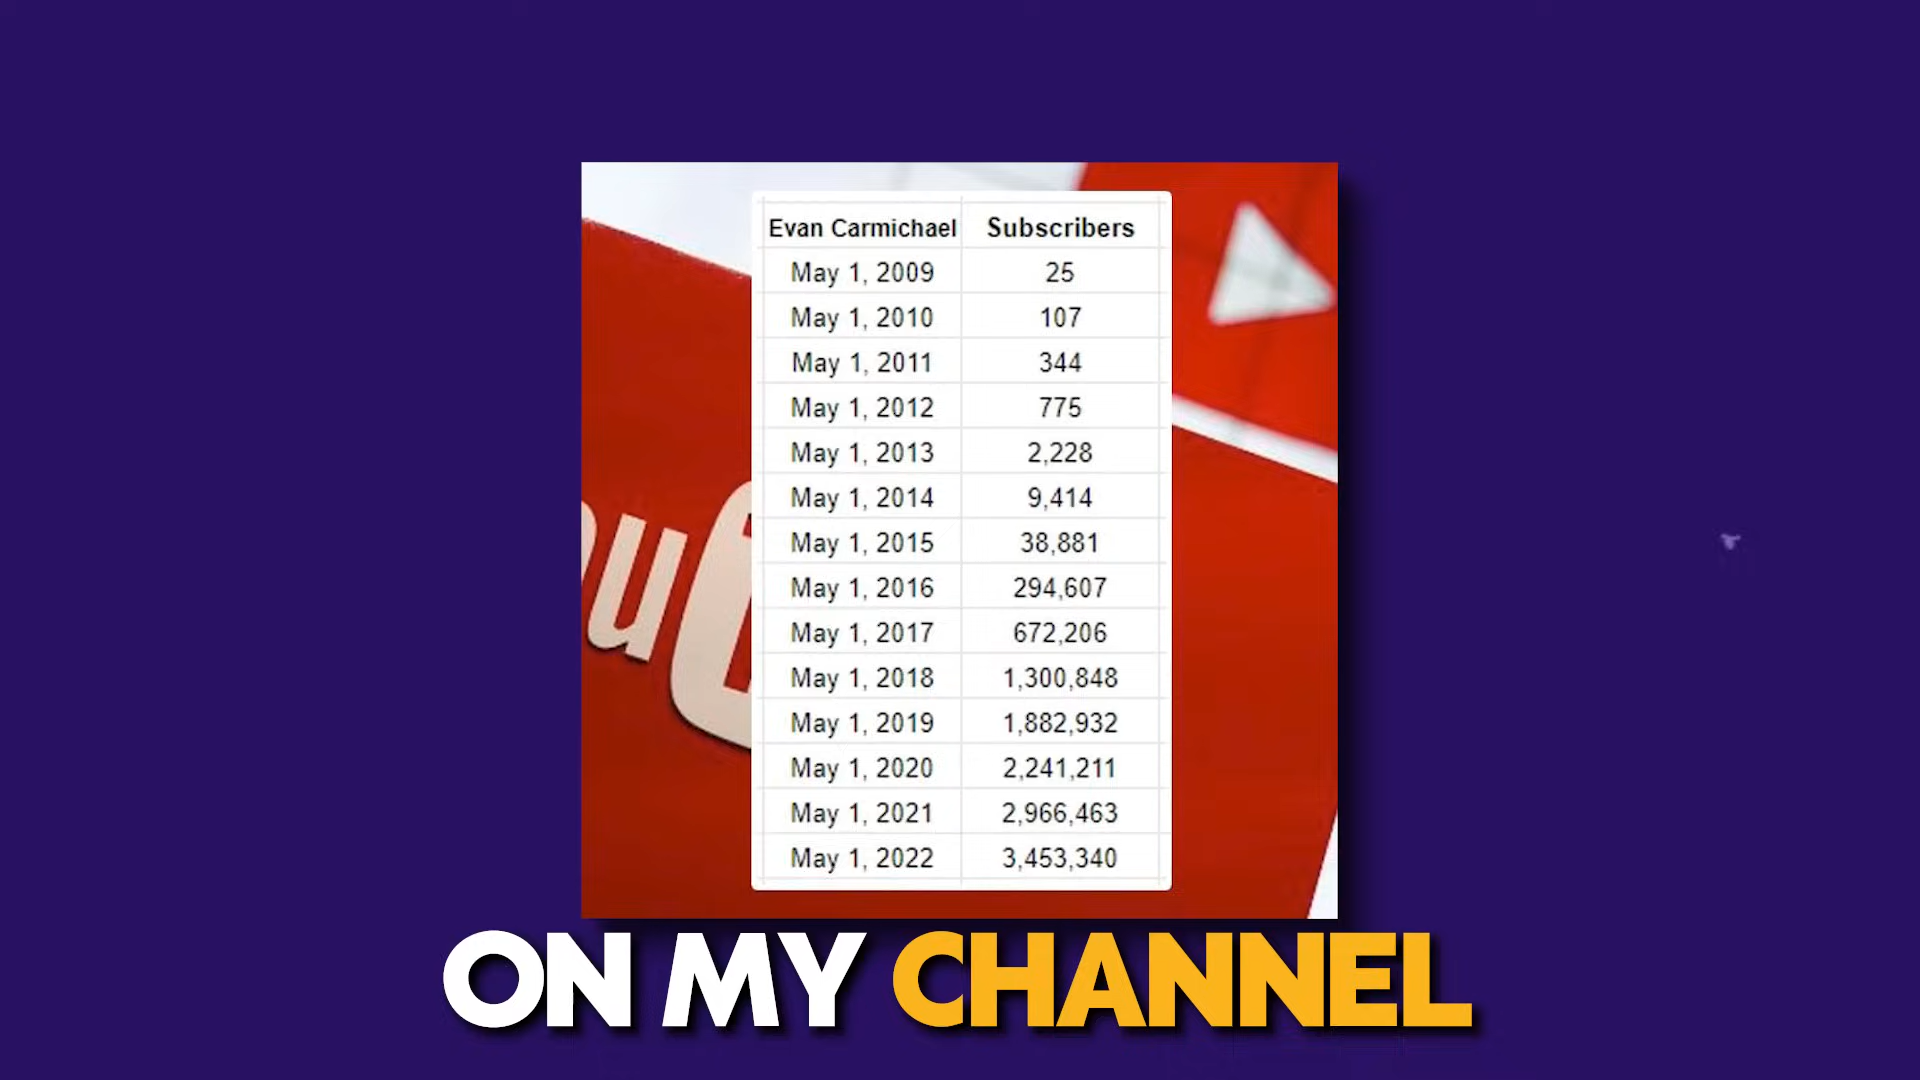 Evan Carmichael Subscribers
May 1, 2009 25
May 1, 2010 107
May 1, 2011 344
May 1, 2012 775
May 1, 2013 2,228
May 1, 2014 9,414
May 1, 2015 38,881
May 1, 2016 294,607
May 1, 2017 672,206
May 1, 2018 1,300,848
May 1, 2019 1,882,932
May 1, 2020 2,241,211
May 1, 2021 2,966,463
May 1, 2022 3,453,340
ON MY CHANNEL